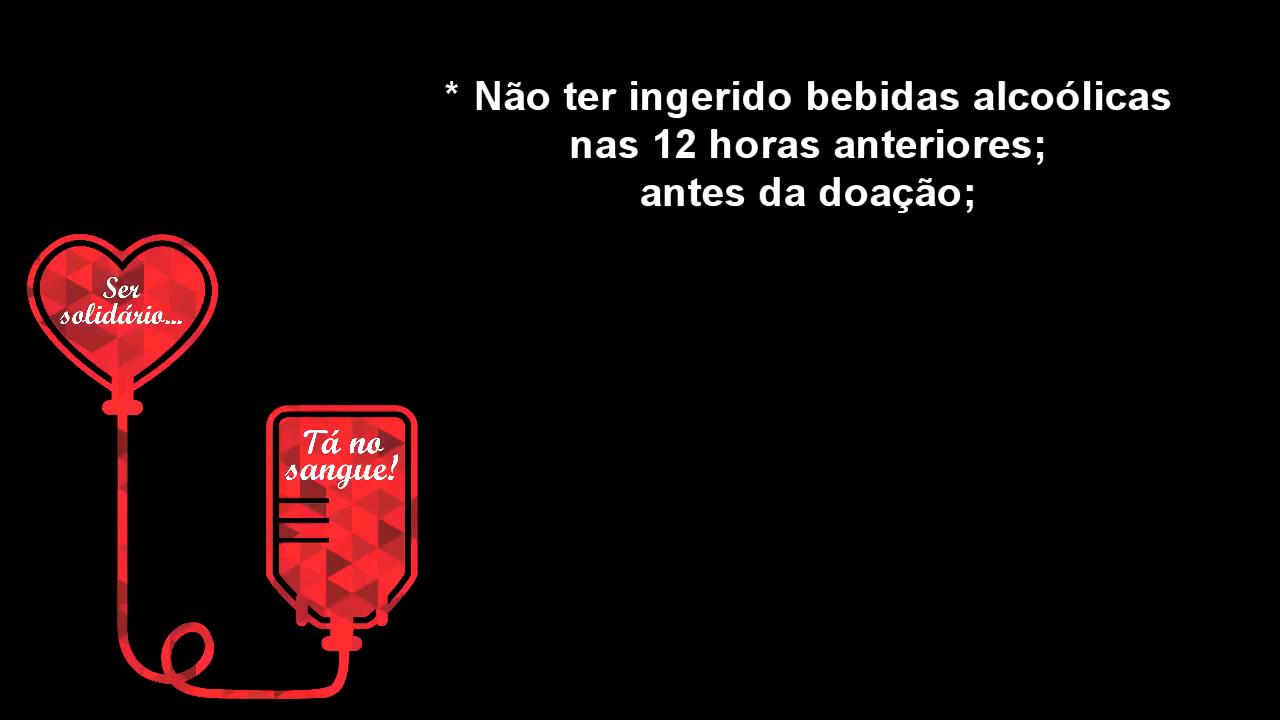 * Não ter ingerido bebidas alcoólicas
nas 12 horas anteriores;
antes da doação;
Ser
solidário...
Tá no
sangue!